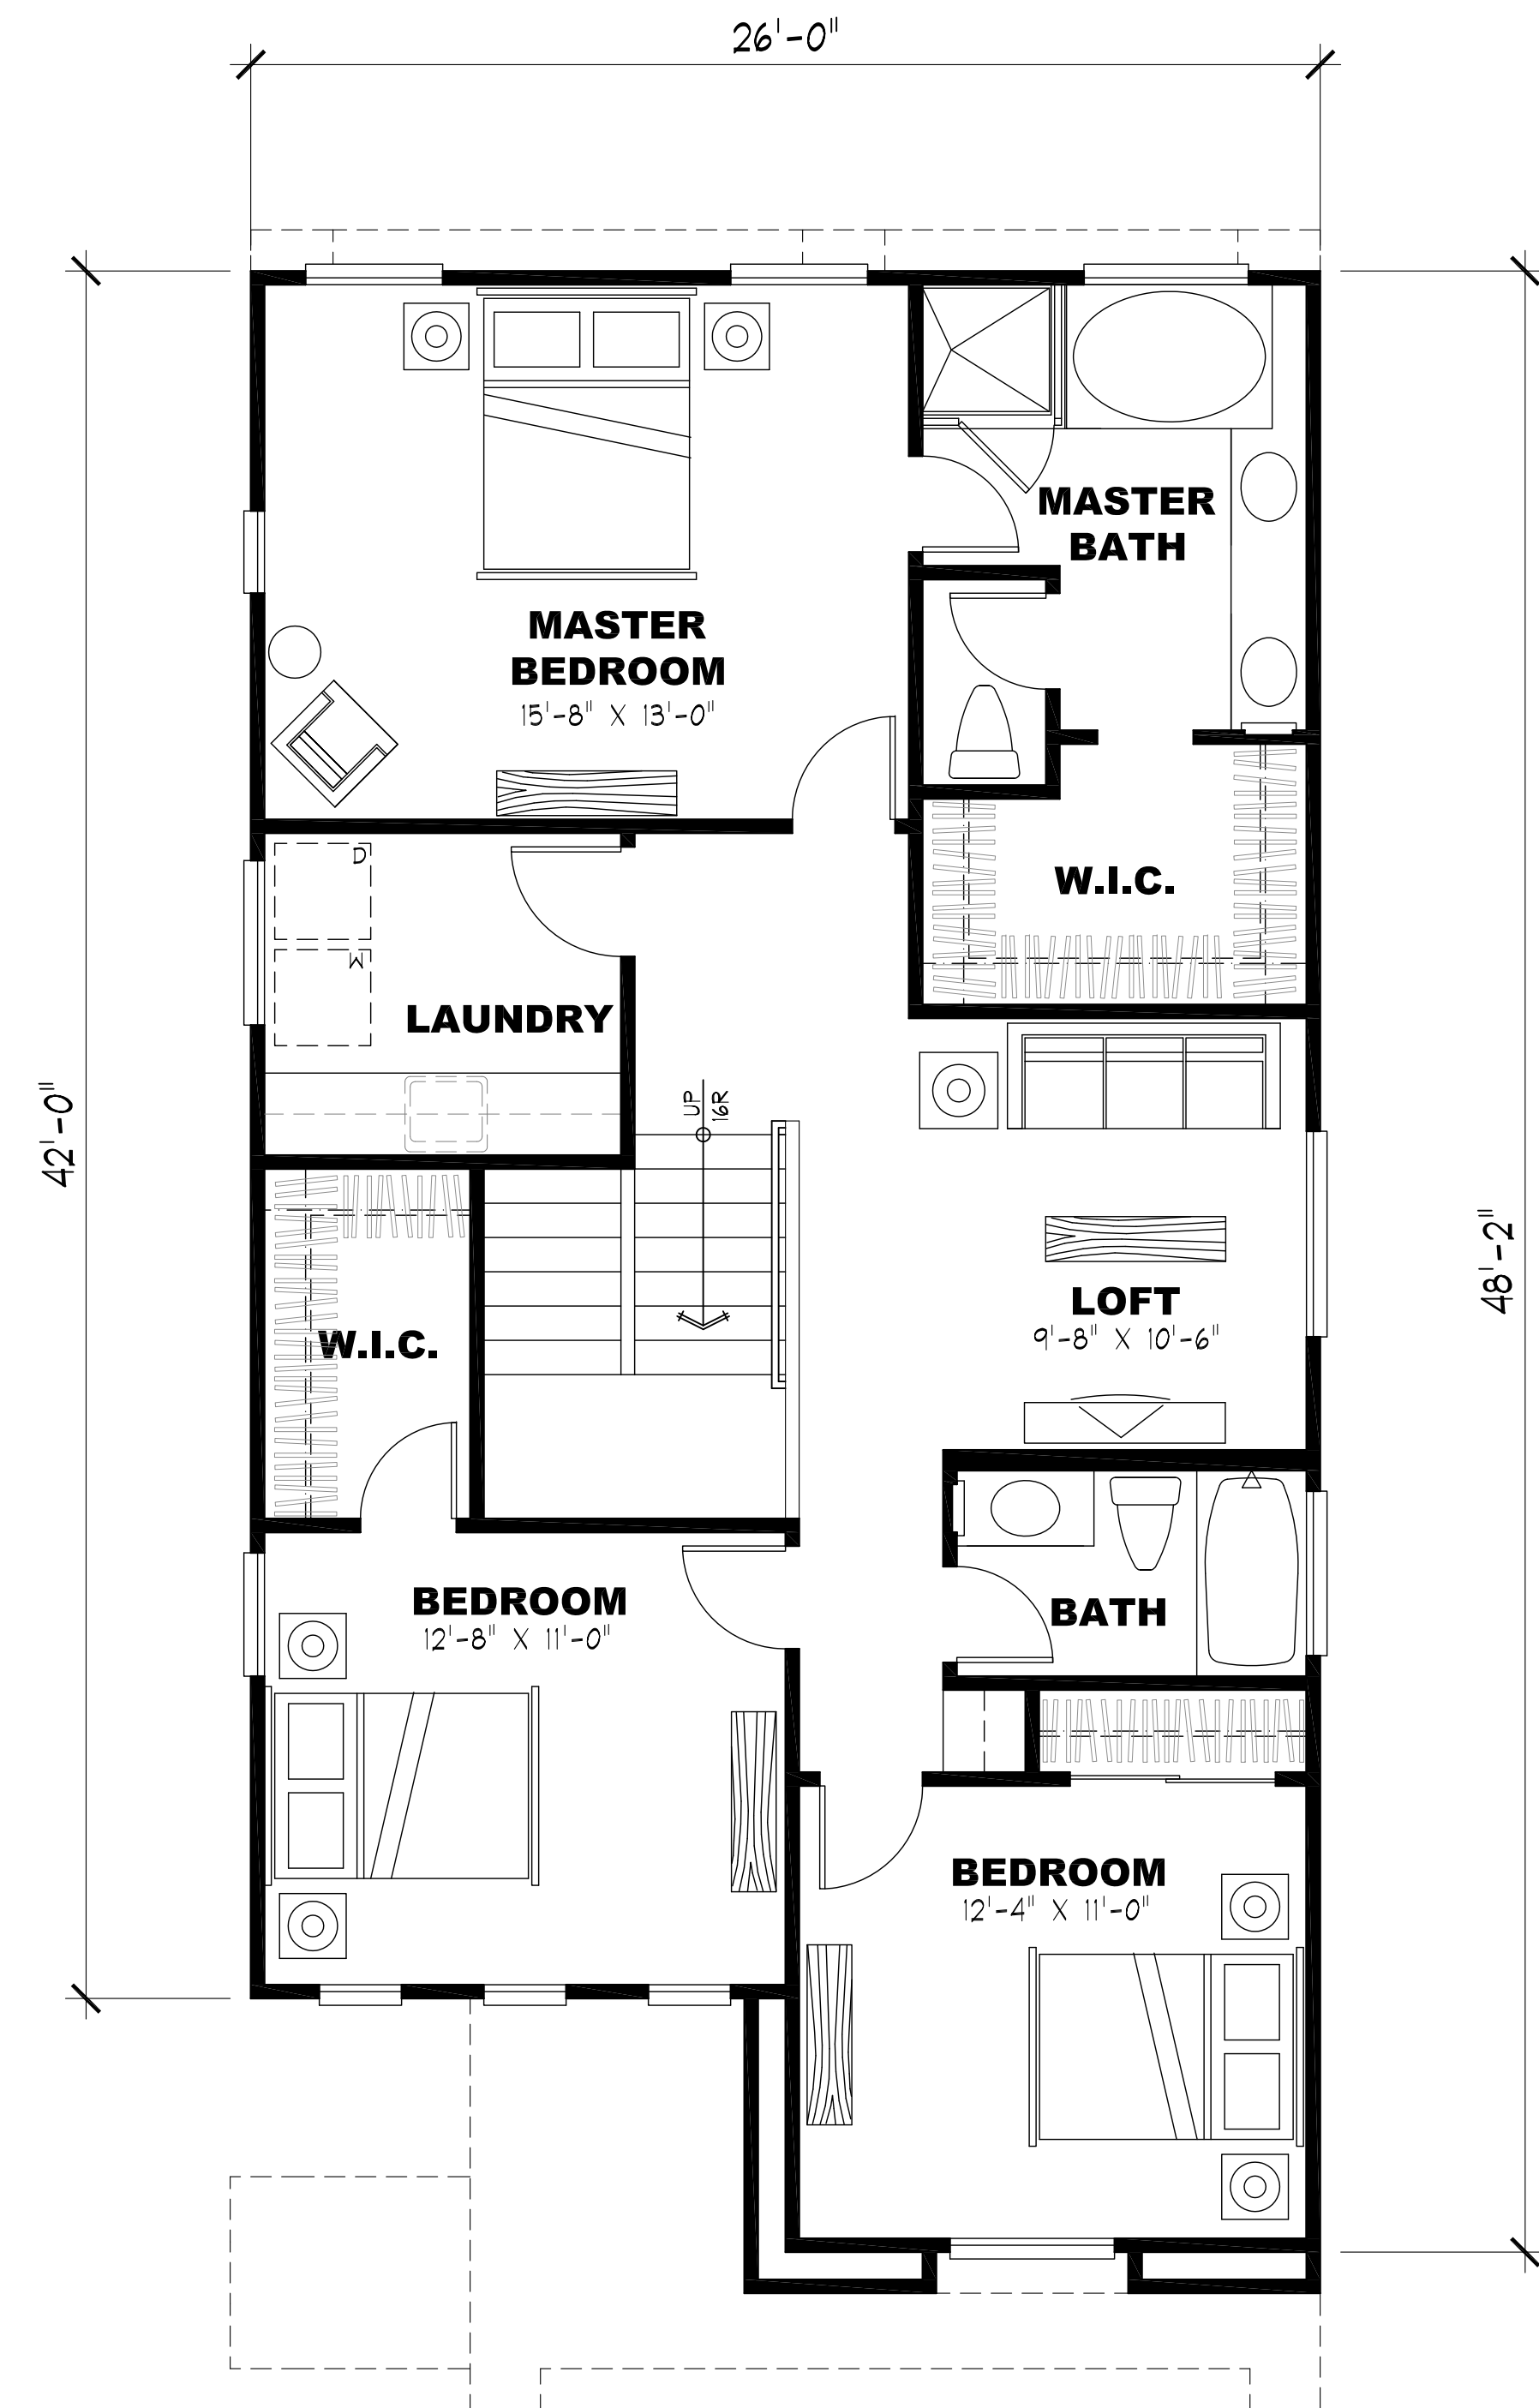 26'-0"
MASTER
BATH
MASTER
BEDROOM
15'-8" X 13'-0"
D
W.I.C.
W
LAUNDRY
UP
16R
42'-0"
48'-2"
LOFT
9'-8" X 10'-6"
W.I.C.
BEDROOM
12'-8" X 11'-0"
BATH
BEDROOM
12'-4" X 11'-0"